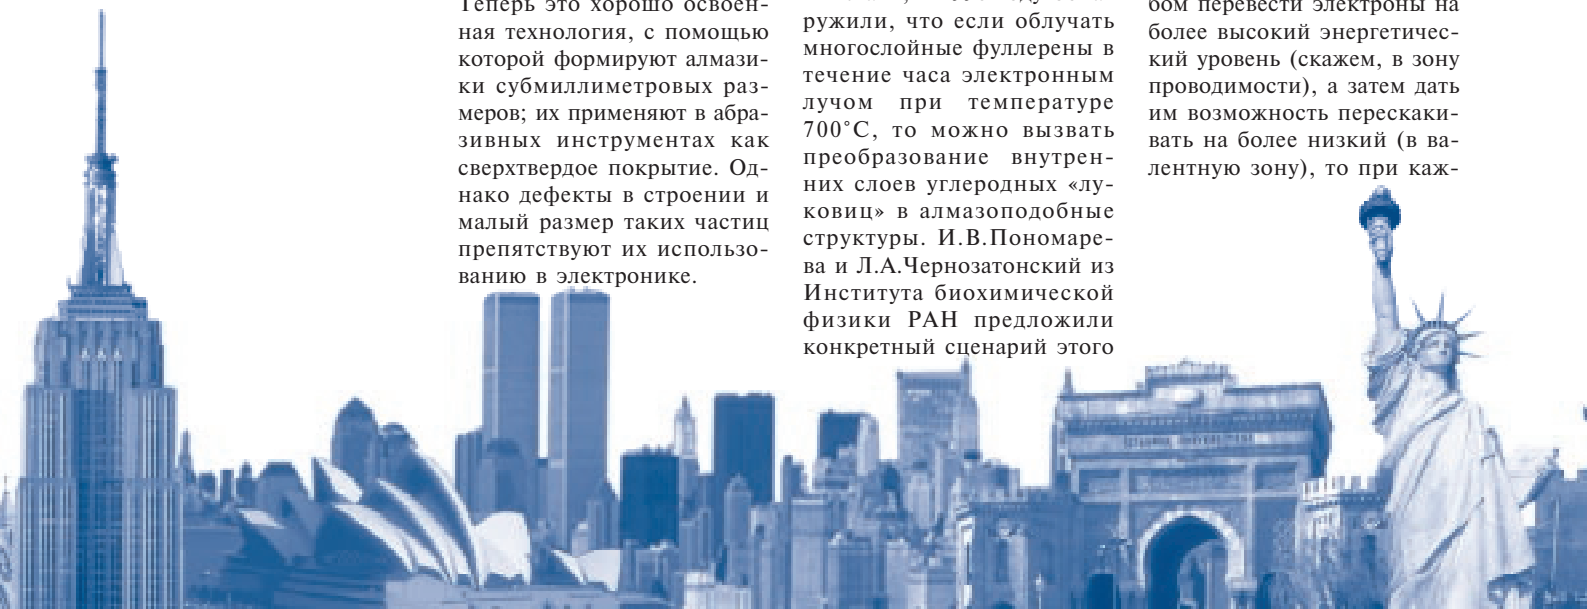 Теперь это хорошо освоен-
ная технология, с помощью
которой формируют алмази-
ки субмиллиметровых раз-
меров; их применяют в абра-
зивных инструментах как
сверхтвердое покрытие. Од-
нако дефекты в строении и
малый размер таких частиц
препятствуют их использо-
ванию в электронике.
ружили, что если облучать
многослойные фуллерены в
течение часа электронным
лучом при температуре
700˚С, то можно вызвать
преобразование внутрен-
них слоев углеродных «лу-
ковиц» в алмазоподобные
структуры. И.В.Пономаре-
ва и Л.А.Чернозатонский из
Института биохимической
физики РАН предложили
конкретный сценарий этого
бом перевести электроны на
более высокий энергетичес-
кий уровень (скажем, в зону
проводимости), а затем дать
им возможность перескаки-
вать на более низкий (в ва-
лентную зону), то при каж-